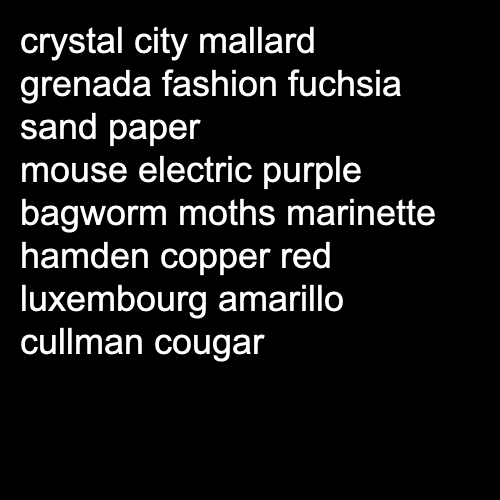 crystal city mallard
grenada fashion fuchsia
sand paper
mouse electric purple
bagworm moths marinette
hamden copper red
luxembourg amarillo
cullman cougar